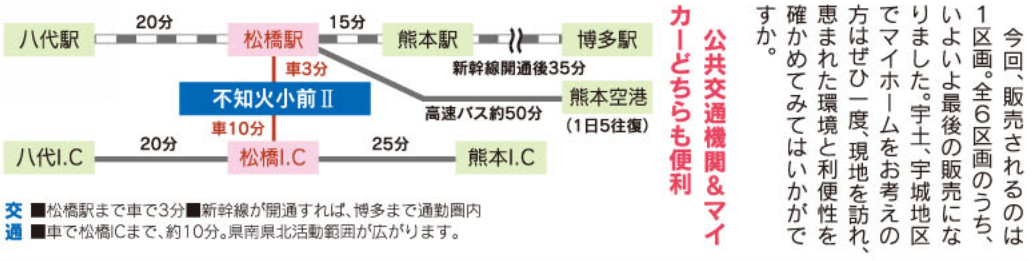 今回、販売されるのは
1区画。全6区画のうち、
いよいよ最後の販売にな
りました。宇土、宇城地区
でマイホームをお考えの
方はぜひ一度、現地を訪れ、
恵まれた環境と利便性を
確かめてみてはいかがで
すか。
公共交通機関&マイ
カーどちらも便利
八代駅
20分
松橋駅
15分
熊本駅
博多駅
新幹線開通後35分
車3分
不知火小前Ⅱ
高速バス約50分
熊本空港
(1日5往復)
車10分
八代I.C
20分
松橋I.C
25分
熊本I.C
交通
■松橋駅まで車で3分■新幹線が開通すれば、博多まで通勤圏内
■車で松橋ICまで、約10分。県南県北活動範囲が広がります。